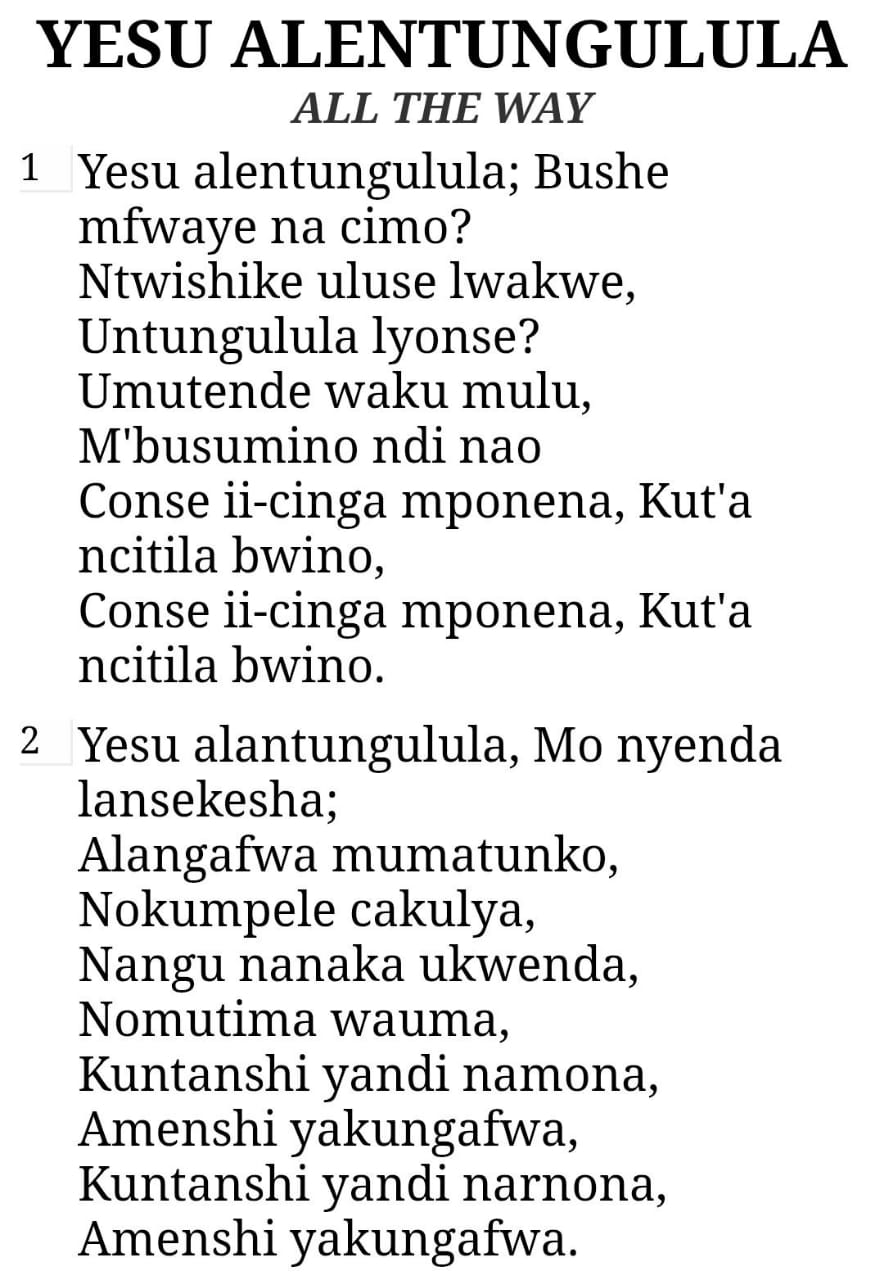 YESU ALENTUNGULULA
ALL THE WAY
1 Yesu alentungulula; Bushe
mfwaye na cimo?
Ntwishike uluse lwakwe,
Untungulula lyonse?
Umutende waku mulu,
M'busumino ndi nao
Conse ii-cinga mponena, Kut'a
ncitila bwino,
Conse ii-cinga mponena, Kut'a
ncitila bwino.
2 Yesu alantungulula, Mo nyenda
lansekesha;
Alangafwa mumatunko,
Nokumpele cakulya,
Nangu nanaka ukwenda,
Nomutima wauma,
Kuntanshi yandi namona,
Amenshi yakungafwa,
Kuntanshi yandi narnona,
Amenshi yakungafwa.